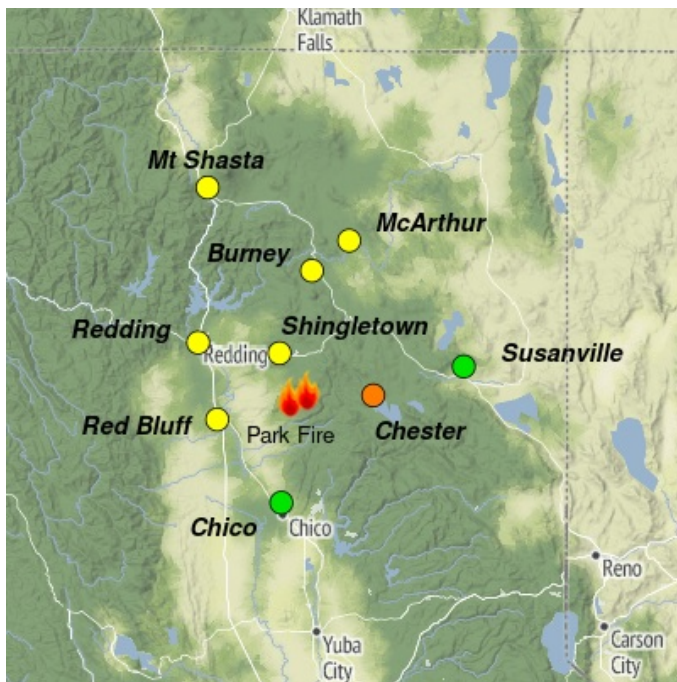 Klamath
Falls
Mt Shasta
McArthur
Burney
Redding
Shingletown
Redding
Susanville
Red Bluff
Park Fire
Chester
Chico
Chico
Reno
Yuba
City
Carson
City